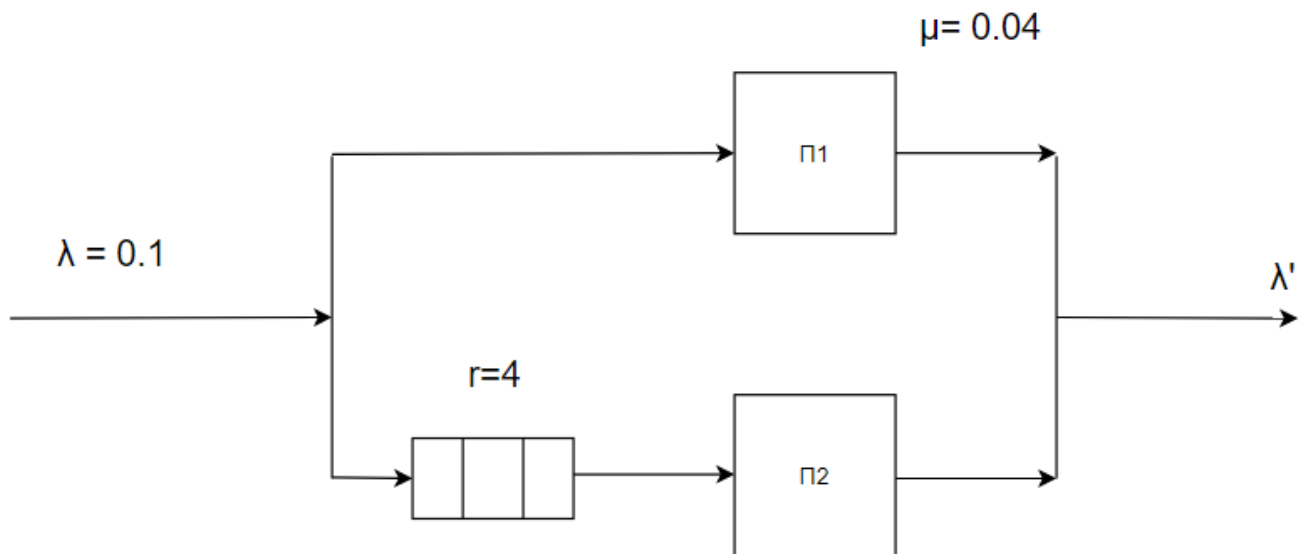 μ= 0.04
П1
λ = 0.1
λ'
r=4
П2